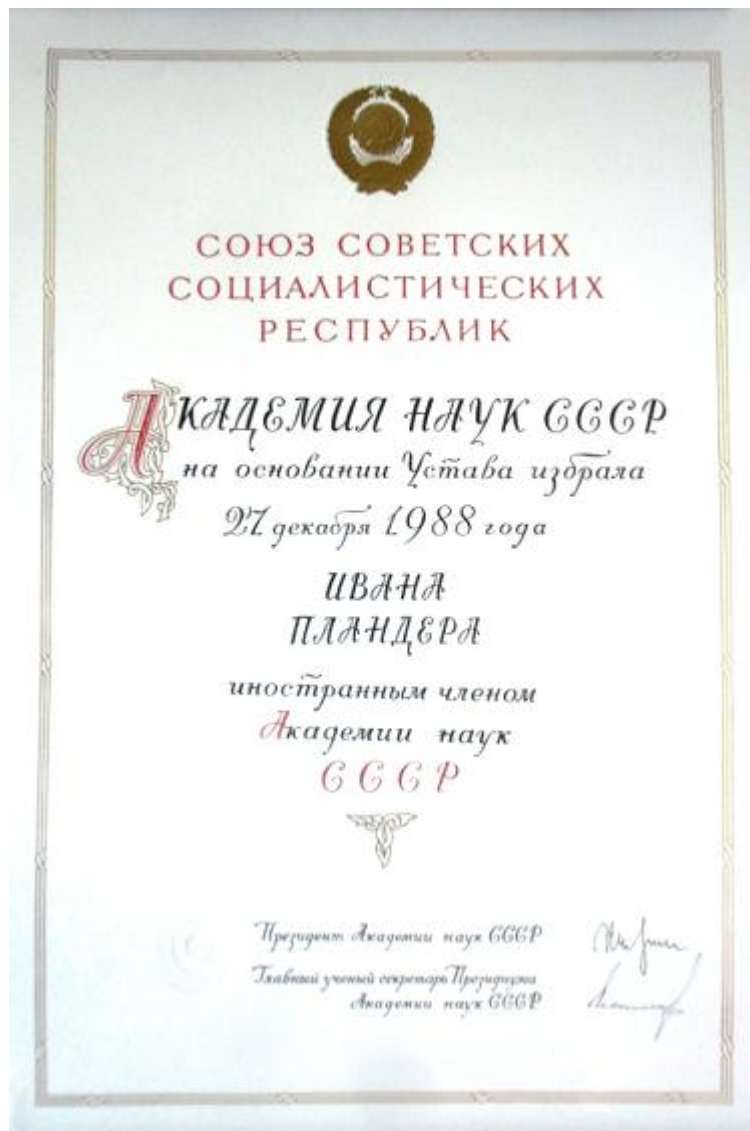 СОЮЗ СОВЕТСКИХ
СОЦИАЛИСТИЧЕСКИХ
РЕСПУБЛИК
АКАДЕМИЯ НАУК СССР
на основании Устава избрала
27 декабря 1988 года
ИВАНА
ПЛАНДЕРА
иностранным членом
Академии наук
СССР
Президент Академии наук СССР
Главный ученый секретарь Президиума
Академии наук СССР